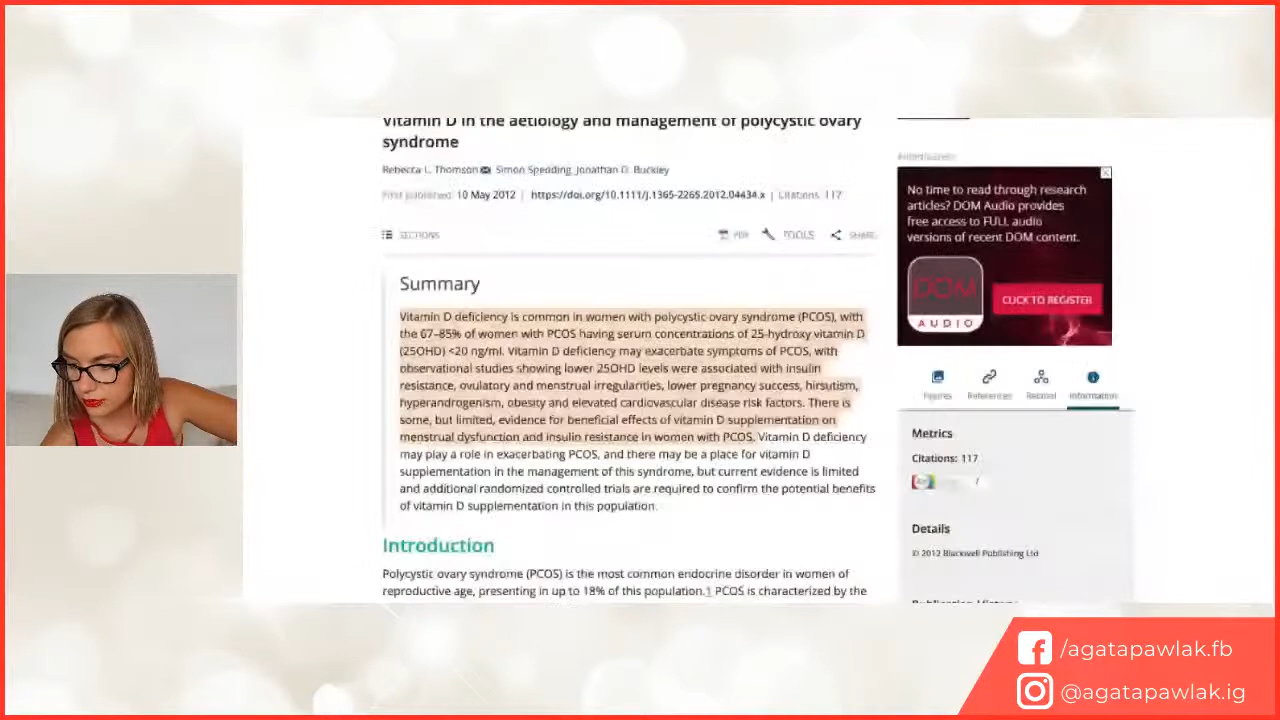 Vitamin D in the aetiology and management of polycystic ovary
syndrome
Rebecca L. Thomson Simon Spedding, Jonathan D. Buckley
First published: 10 May 2012 | https://doi.org/10.1111/j.1365-2265.2012.04434.x | Citations: 117
SECTIONS PDF TOOLS SHARE
Summary
Vitamin D deficiency is common in women with polycystic ovary syndrome (PCOS), with
the 67–85% of women with PCOS having serum concentrations of 25-hydroxy vitamin D
(25OHD) <20 ng/ml. Vitamin D deficiency may exacerbate symptoms of PCOS, with
observational studies showing lower 25OHD levels were associated with insulin
resistance, ovulatory and menstrual irregularities, lower pregnancy success, hirsutism,
hyperandrogenism, obesity and elevated cardiovascular disease risk factors. There is
some, but limited, evidence for beneficial effects of vitamin D supplementation on
menstrual dysfunction and insulin resistance in women with PCOS. Vitamin D deficiency
may play a role in exacerbating PCOS, and there may be a place for vitamin D
supplementation in the management of this syndrome, but current evidence is limited
and additional randomized controlled trials are required to confirm the potential benefits
of vitamin D supplementation in this population.
Introduction
Polycystic ovary syndrome (PCOS) is the most common endocrine disorder in women of
reproductive age, presenting in up to 18% of this population.1 PCOS is characterized by the
Advertisement
No time to read through research
articles? DOM Audio provides
free access to FULL audio
versions of recent DOM content.
DOM
AUDIO
CLICK TO REGISTER
Figures References Related Information
Metrics
Citations: 117
7
Details
© 2012 Blackwell Publishing Ltd
Publication History
/agatapawlak.fb
@agatapawlak.ig